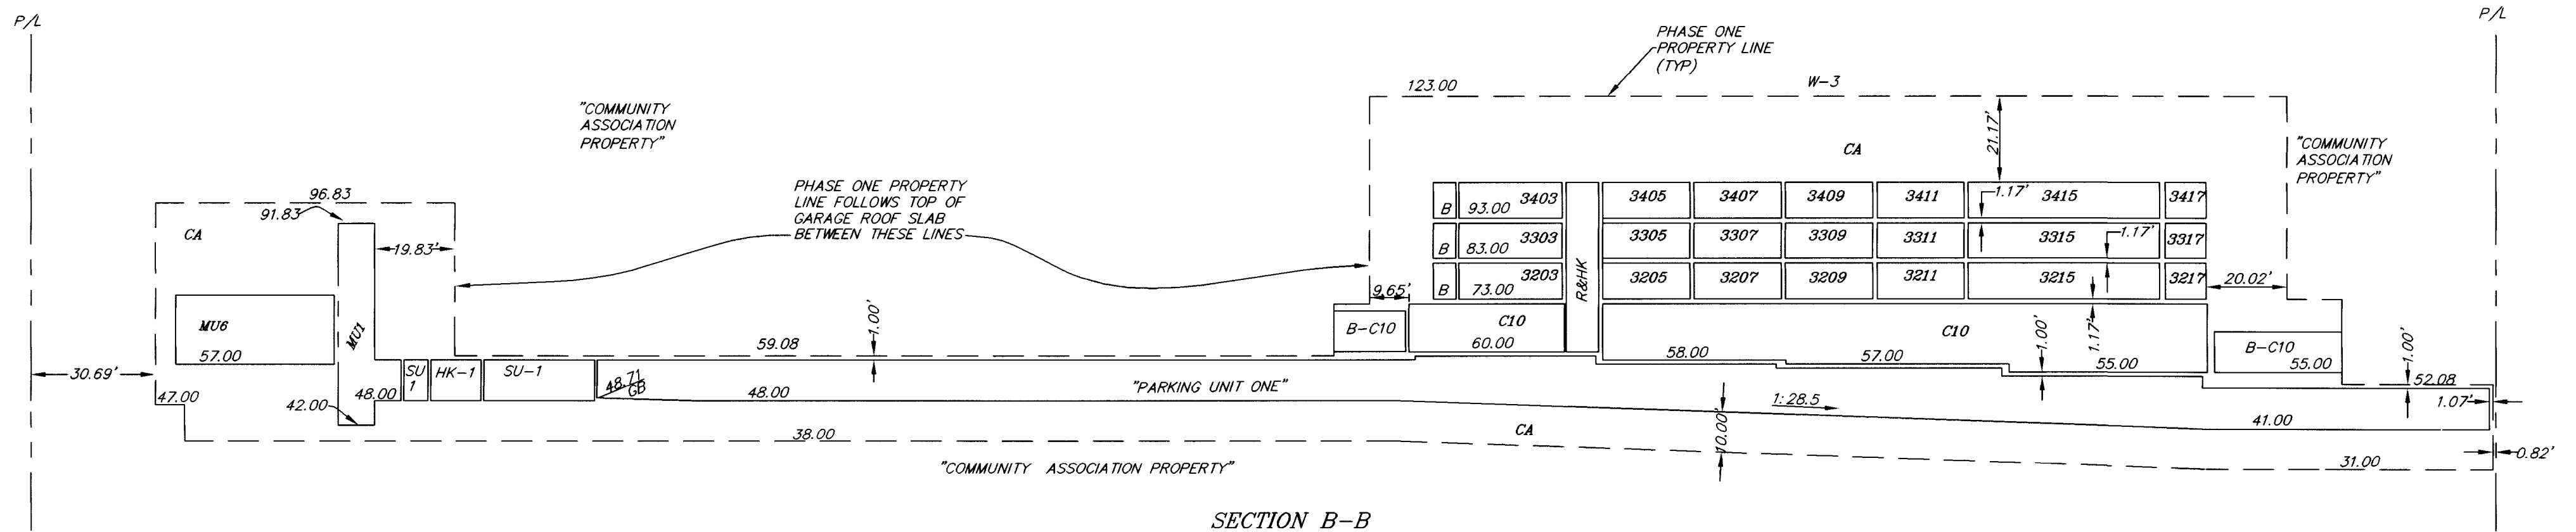 P/L
P/L
PHASE ONE
PROPERTY LINE
(TYP)
123.00
W-3
"COMMUNITY
ASSOCIATION
PROPERTY"
21.17'
CA
"COMMUNITY
ASSOCIATION
PROPERTY"
96.83
91.83
CA
19.83'
PHASE ONE PROPERTY
LINE FOLLOWS TOP OF
GARAGE ROOF SLAB
BETWEEN THESE LINES
B
93.00
3403
3405
3407
3409
3411
1.17'
3415
3417
B
83.00
3303
3305
3307
3309
3311
3315
1.17'
3317
B
73.00
3203
R&HK
3205
3207
3209
3211
3215
3217
9.65'
20.02'
MU6
57.00
MU1
1.00'
59.08
B-C10
C10
60.00
C10
58.00
57.00
1.00'
1.17'
55.00
B-C10
55.00
1.00'
52.08
30.69'
47.00
48.00
42.00
SU
1
HK-1
SU-1
48.71
GB
48.00
"PARKING UNIT ONE"
1:28.5
1.07'
41.00
38.00
CA
10.00'
"COMMUNITY ASSOCIATION PROPERTY"
31.00
0.82'
SECTION B-B